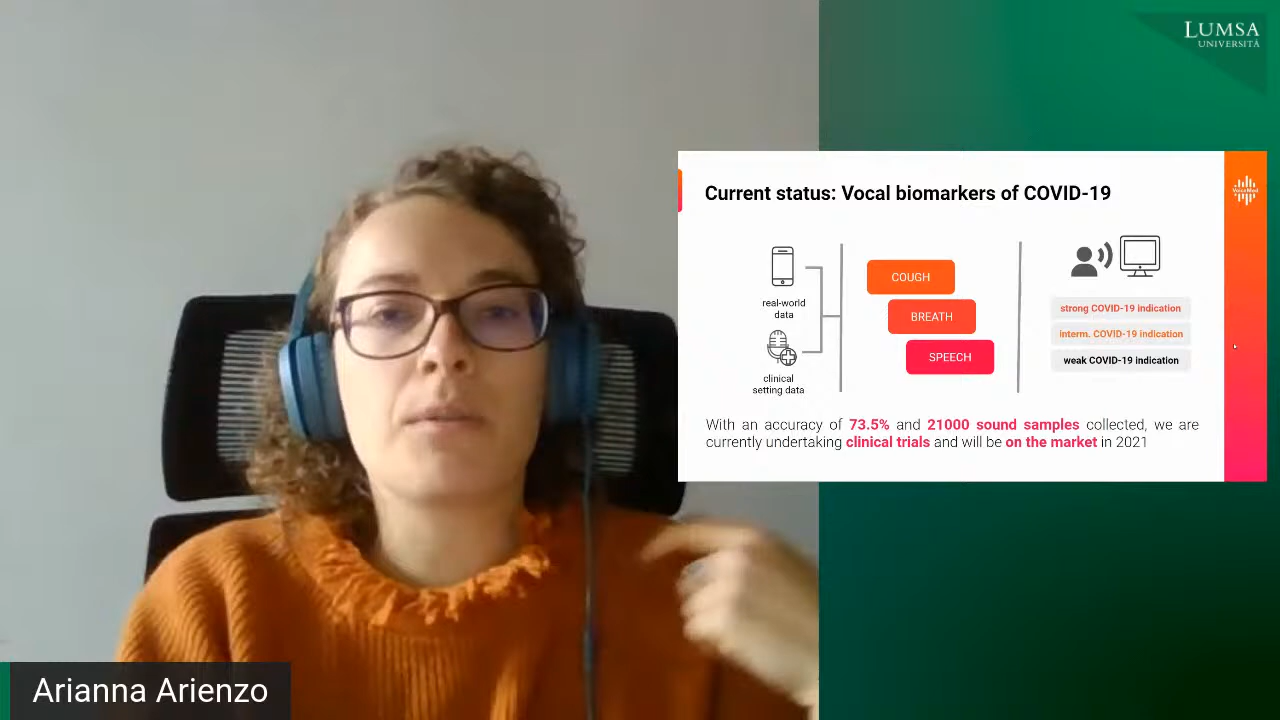 LUMSA
UNIVERSITÀ
Current status: Vocal biomarkers of COVID-19
VoiceMed
real-world
data
clinical
setting data
COUGH
BREATH
SPEECH
strong COVID-19 indication
interm. COVID-19 indication
weak COVID-19 indication
With an accuracy of 73.5% and 21000 sound samples collected, we are
currently undertaking clinical trials and will be on the market in 2021
Arianna Arienzo